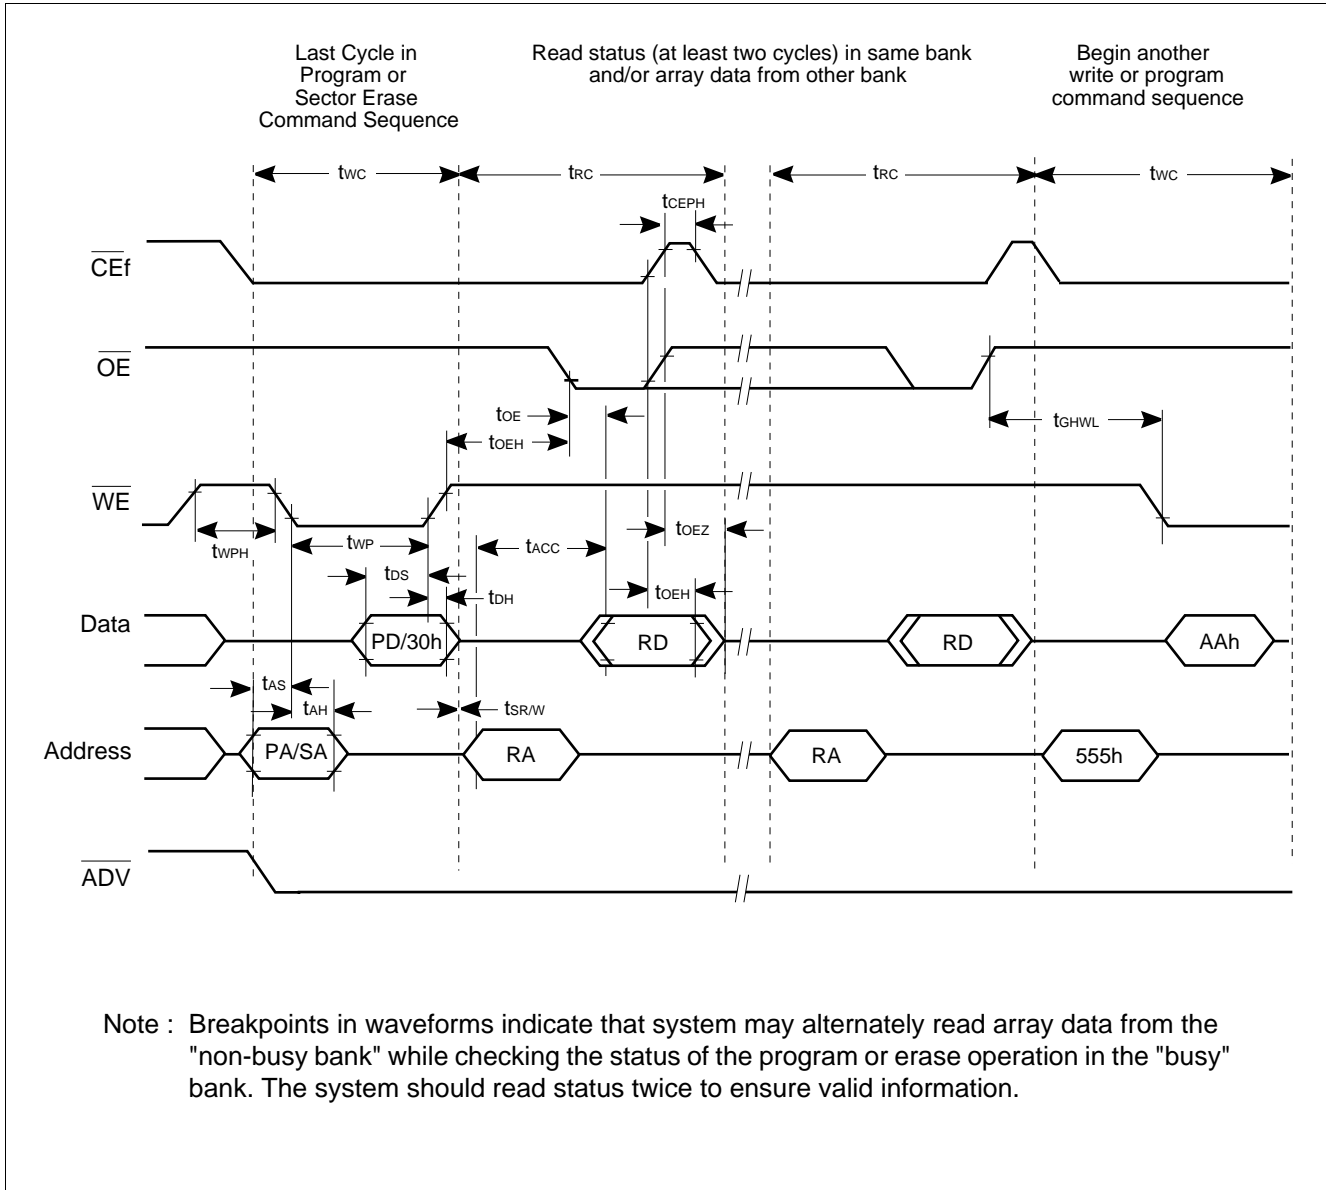 Last Cycle in
Program or
Sector Erase
Command Sequence
Read status (at least two cycles) in same bank
and/or array data from other bank
Begin another
write or program
command sequence
tWC
tRC
tRC
tWC
tCEPH
CEf
OE
tOE
tOEH
tGHWL
WE
tWPH
tWP
tACC
tOEZ
tDS
tDH
tOEH
Data
PD/30h
RD
RD
AAh
tAS
tAH
tSR/W
Address
PA/SA
RA
RA
555h
ADV
Note : Breakpoints in waveforms indicate that system may alternately read array data from the
"non-busy bank" while checking the status of the program or erase operation in the "busy"
bank. The system should read status twice to ensure valid information.